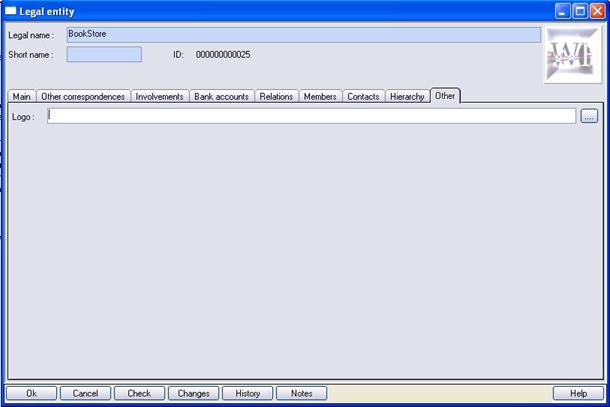 Legal entity
Legal name : BookStore
Short name : ID: 000000000025
Main Other correspondences Involvements Bank accounts Relations Members Contacts Hierarchy Other
Logo : ....
Ok Cancel Check Changes History Notes Help